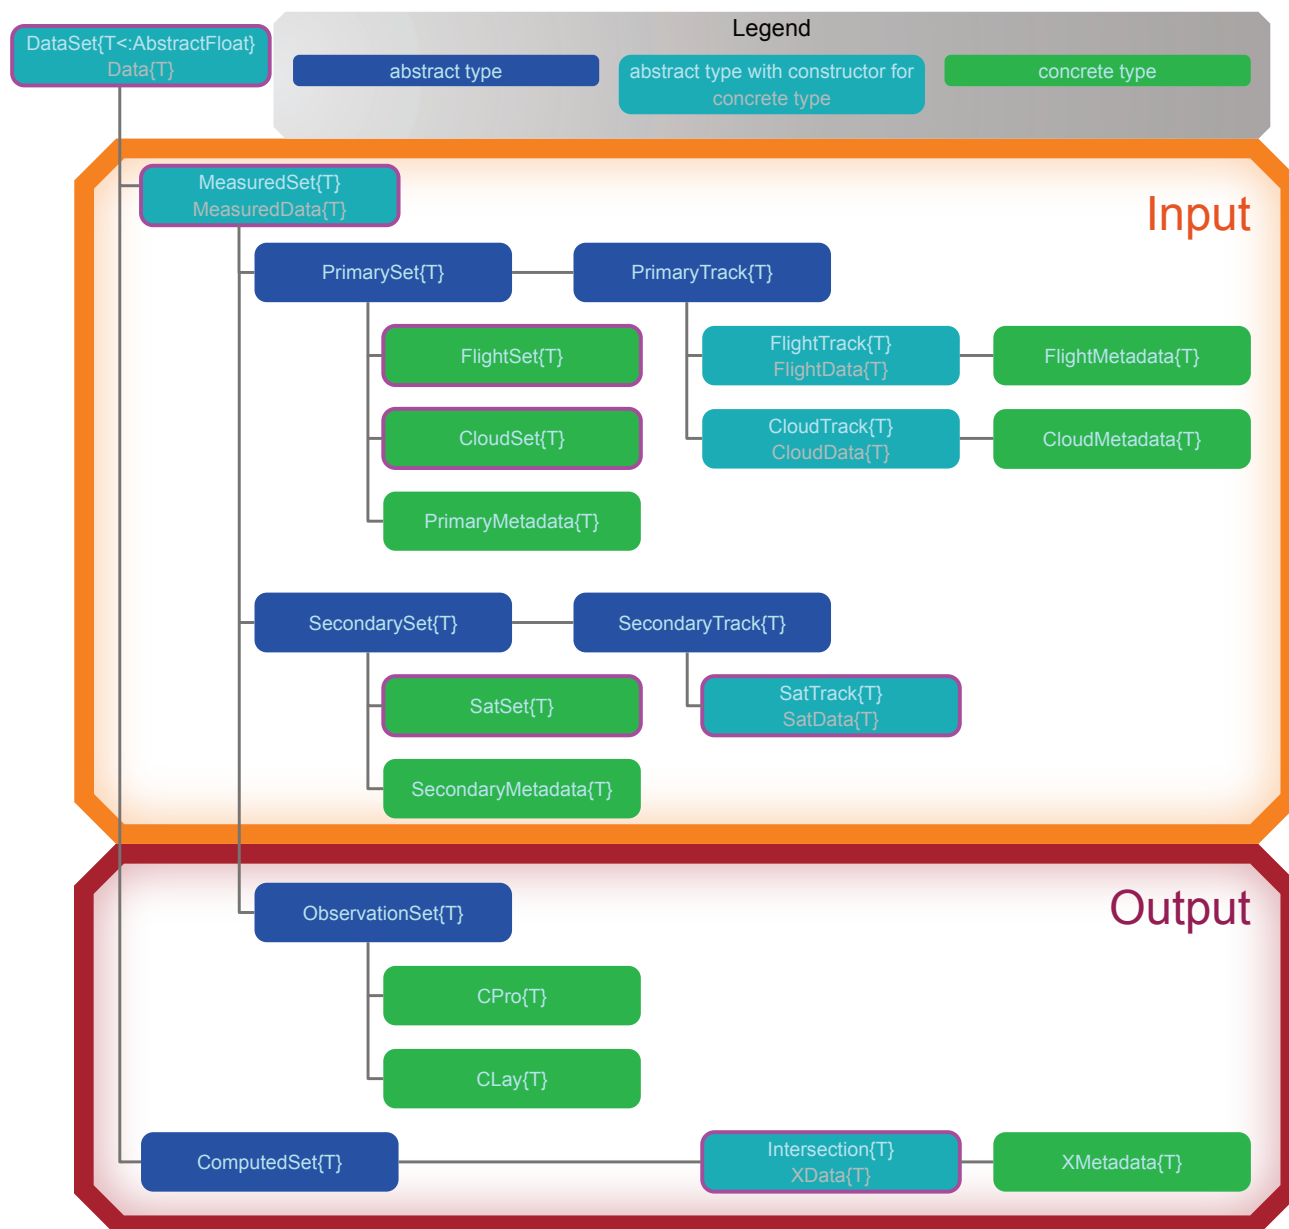 DataSet{T<:AbstractFloat}
Data{T}
Legend
abstract type
abstract type with constructor for
concrete type
concrete type
Input
MeasuredSet{T}
MeasuredData{T}
PrimarySet{T}
PrimaryTrack{T}
FlightSet{T}
FlightTrack{T}
FlightData{T}
FlightMetadata{T}
CloudSet{T}
CloudTrack{T}
CloudData{T}
CloudMetadata{T}
PrimaryMetadata{T}
SecondarySet{T}
SecondaryTrack{T}
SatSet{T}
SatTrack{T}
SatData{T}
SecondaryMetadata{T}
Output
ObservationSet{T}
CPro{T}
CLay{T}
ComputedSet{T}
Intersection{T}
XData{T}
XMetadata{T}